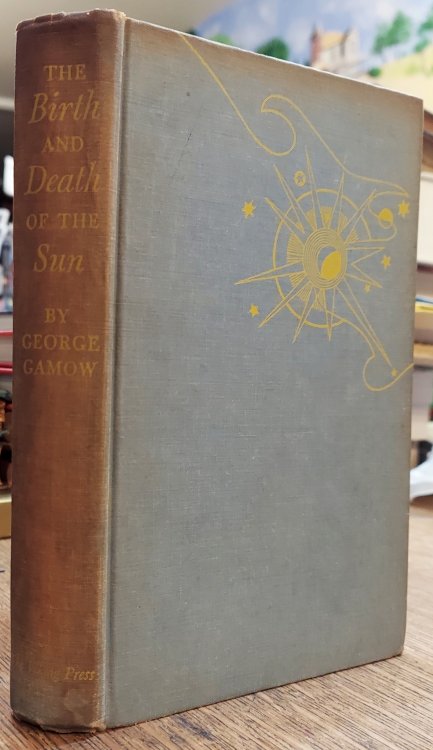 THE
Birth
AND
Death
OF THE
Sun
BY
GEORGE
GAMOW
Press